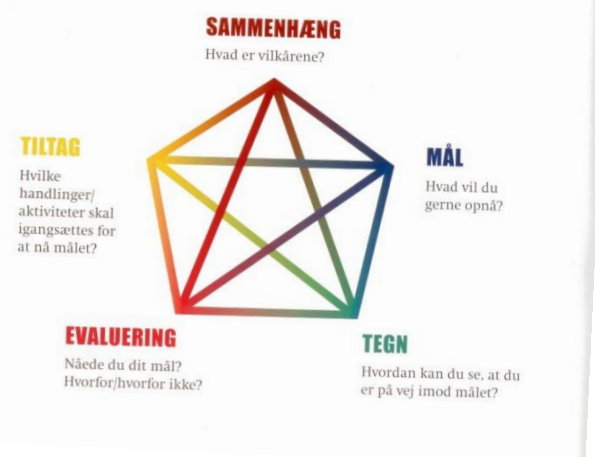 SAMMENHÆNG
Hvad er vilkårene?
TILTAG
Hvilke
handlinger/
aktiviteter skal
igangsættes for
at nå målet?
MÅL
Hvad vil du
gerne opnå?
EVALUERING
Nåede du dit mål?
Hvorfor/hvorfor ikke?
TEGN
Hvordan kan du se, at du
er på vej imod målet?